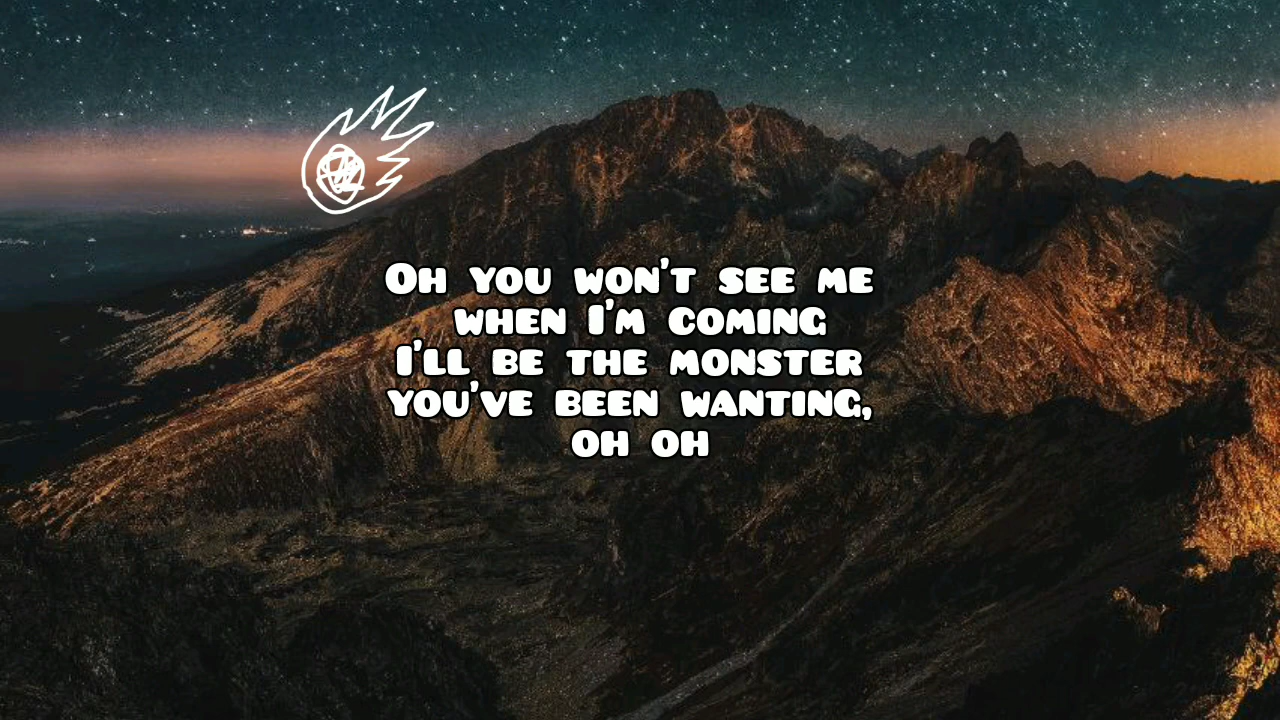 Oh you won't see me
when I'm coming
I'll be the monster
you've been wanting,
oh oh